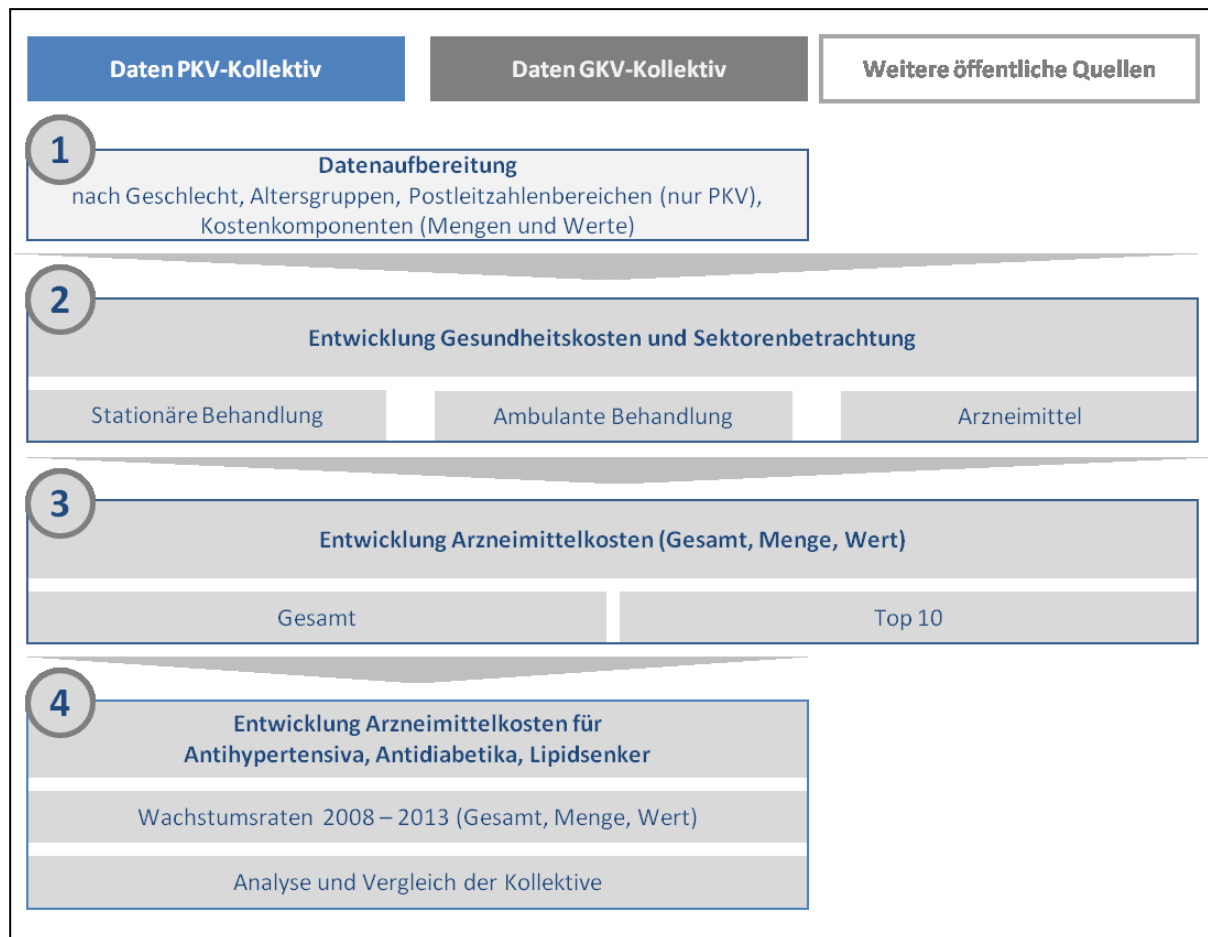 Daten PKV-Kollektiv
Daten GKV-Kollektiv
Weitere öffentliche Quellen
1
Datenaufbereitung
nach Geschlecht, Altersgruppen, Postleitzahlenbereichen (nur PKV),
Kostenkomponenten (Mengen und Werte)
2
Entwicklung Gesundheitskosten und Sektorenbetrachtung
Stationäre Behandlung
Ambulante Behandlung
Arzneimittel
3
Entwicklung Arzneimittelkosten (Gesamt, Menge, Wert)
Gesamt
Top 10
4
Entwicklung Arzneimittelkosten für
Antihypertensiva, Antidiabetika, Lipidsenker
Wachstumsraten 2008 – 2013 (Gesamt, Menge, Wert)
Analyse und Vergleich der Kollektive